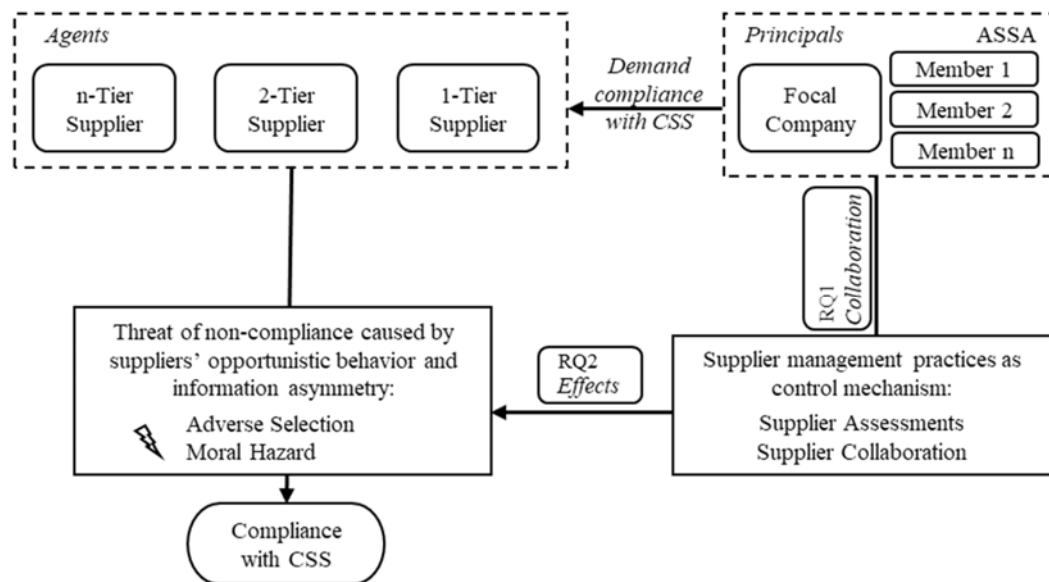 Agents
n-Tier
Supplier
2-Tier
Supplier
1-Tier
Supplier
Demand
compliance
with CSS
Principals
ASSA
Focal
Company
Member 1
Member 2
Member n
RQ1
Collaboration
Threat of non-compliance caused by
suppliers’ opportunistic behavior and
information asymmetry:
Adverse Selection
Moral Hazard
RQ2
Effects
Supplier management practices as
control mechanism:
Supplier Assessments
Supplier Collaboration
Compliance
with CSS